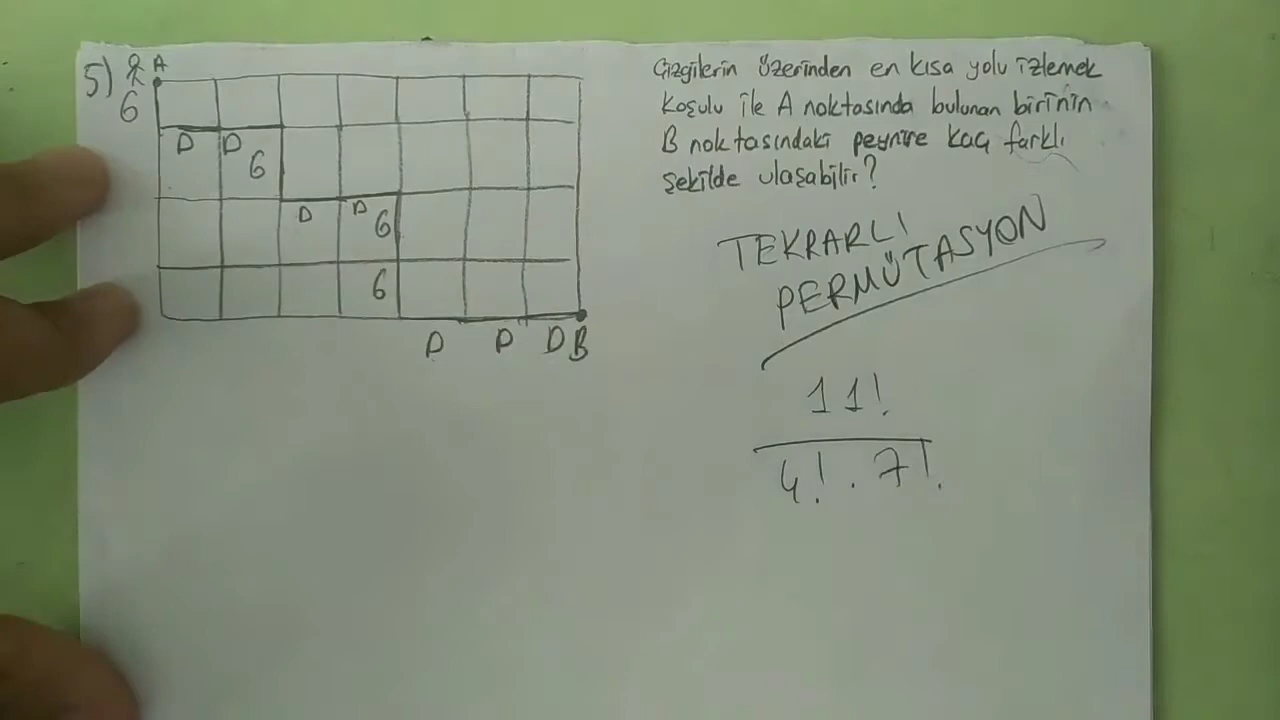 5) A
Çizgilerin üzerinden en kısa yolu izlemek
koşulu ile A noktasında bulunan birinin
B noktasındaki peynire kaç farklı
şekilde ulaşabilir?
6
D D
6
D D
6
6
D D D B
TEKRARLI
PERMÜTASYON
11!
4! . 7!